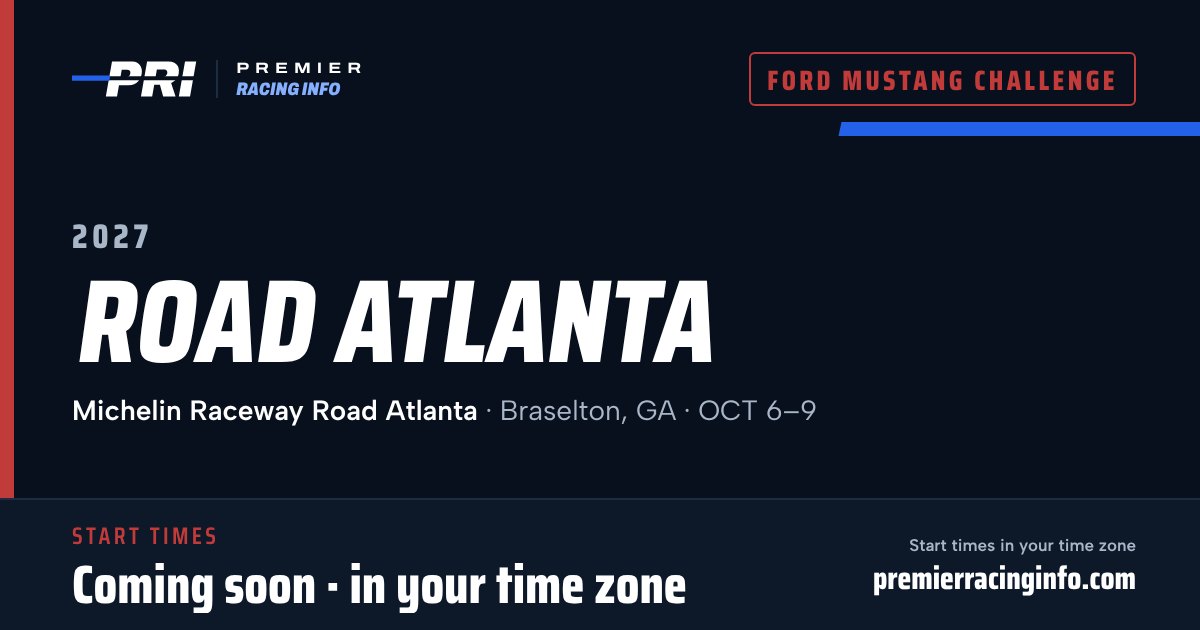 PRI
PREMIER
RACING INFO
FORD MUSTANG CHALLENGE
2027
ROAD ATLANTA
Michelin Raceway Road Atlanta · Braselton, GA · OCT 6–9
START TIMES
Coming soon · in your time zone
Start times in your time zone
premierracinginfo.com